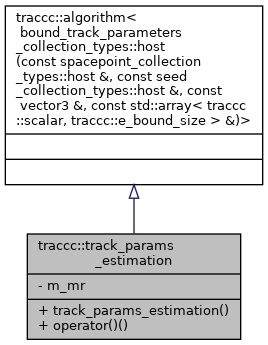 traccc::algorithm<
bound_track_parameters
_collection_types::host
(const spacepoint_collection
_types::host &, const seed
_collection_types::host &, const
vector3 &, const std::array< traccc
::scalar, traccc::e_bound_size > &)>
traccc::track_params
_estimation
- m_mr
+ track_params_estimation()
+ operator()()